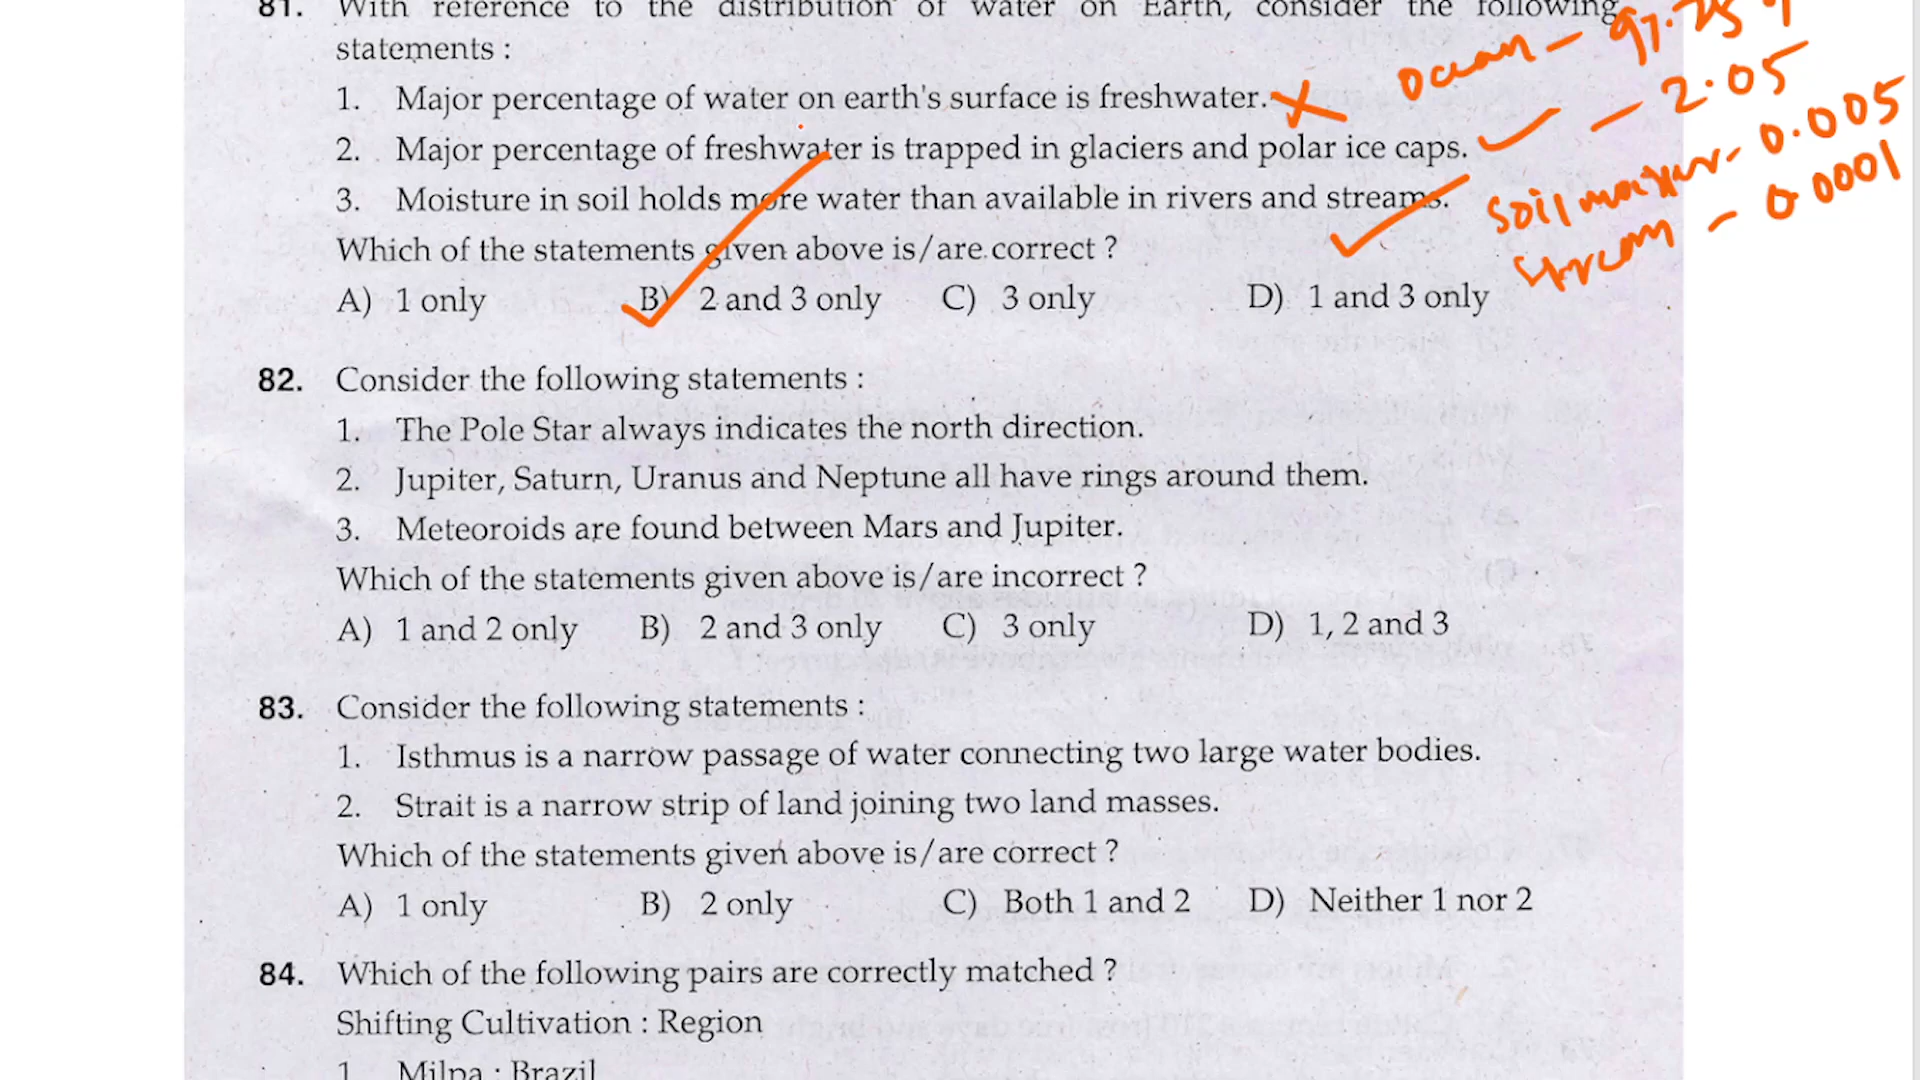 81. With reference to the distribution of water on Earth, consider the following
statements :
1. Major percentage of water on earth's surface is freshwater.
2. Major percentage of freshwater is trapped in glaciers and polar ice caps.
3. Moisture in soil holds more water than available in rivers and streams.
Which of the statements given above is/are correct ?
A) 1 only B) 2 and 3 only C) 3 only D) 1 and 3 only
Ocean - 97.25 %
- 2.05
Soil moisture - 0.005
Stream - 0.0001
82. Consider the following statements :
1. The Pole Star always indicates the north direction.
2. Jupiter, Saturn, Uranus and Neptune all have rings around them.
3. Meteoroids are found between Mars and Jupiter.
Which of the statements given above is/are incorrect ?
A) 1 and 2 only B) 2 and 3 only C) 3 only D) 1, 2 and 3
83. Consider the following statements :
1. Isthmus is a narrow passage of water connecting two large water bodies.
2. Strait is a narrow strip of land joining two land masses.
Which of the statements given above is/are correct ?
A) 1 only B) 2 only C) Both 1 and 2 D) Neither 1 nor 2
84. Which of the following pairs are correctly matched ?
Shifting Cultivation : Region
1. Milpa : Brazil